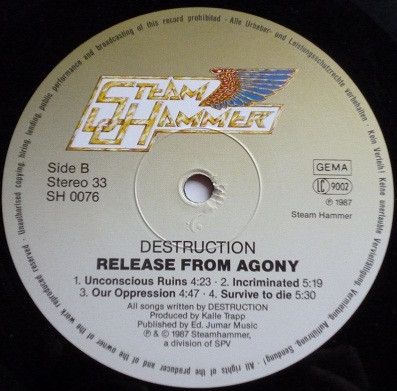 STEAM
HAMMER
Side B
Stereo 33
SH 0076
GEMA
LC 9002
℗ 1987
Steam Hammer
DESTRUCTION
RELEASE FROM AGONY
1. Unconscious Ruins 4:23 - 2. Incriminated 5:19
3. Our Oppression 4:47 - 4. Survive to die 5:30
All songs written by DESTRUCTION
Produced by Kalle Trapp
Published by Ed. Jumar Music
℗ & © 1987 Steamhammer,
a division of SPV
All rights of the producer and of the owner of the work reserved - Unauthorised copying, hiring, lending, public performance and broadcasting of this record prohibited - Alle Urheber- und Leistungsschutzrechte vorbehalten - Kein Verleih! Keine unerlaubte Vervielfältigung, Vermietung, Aufführung, Sendung!